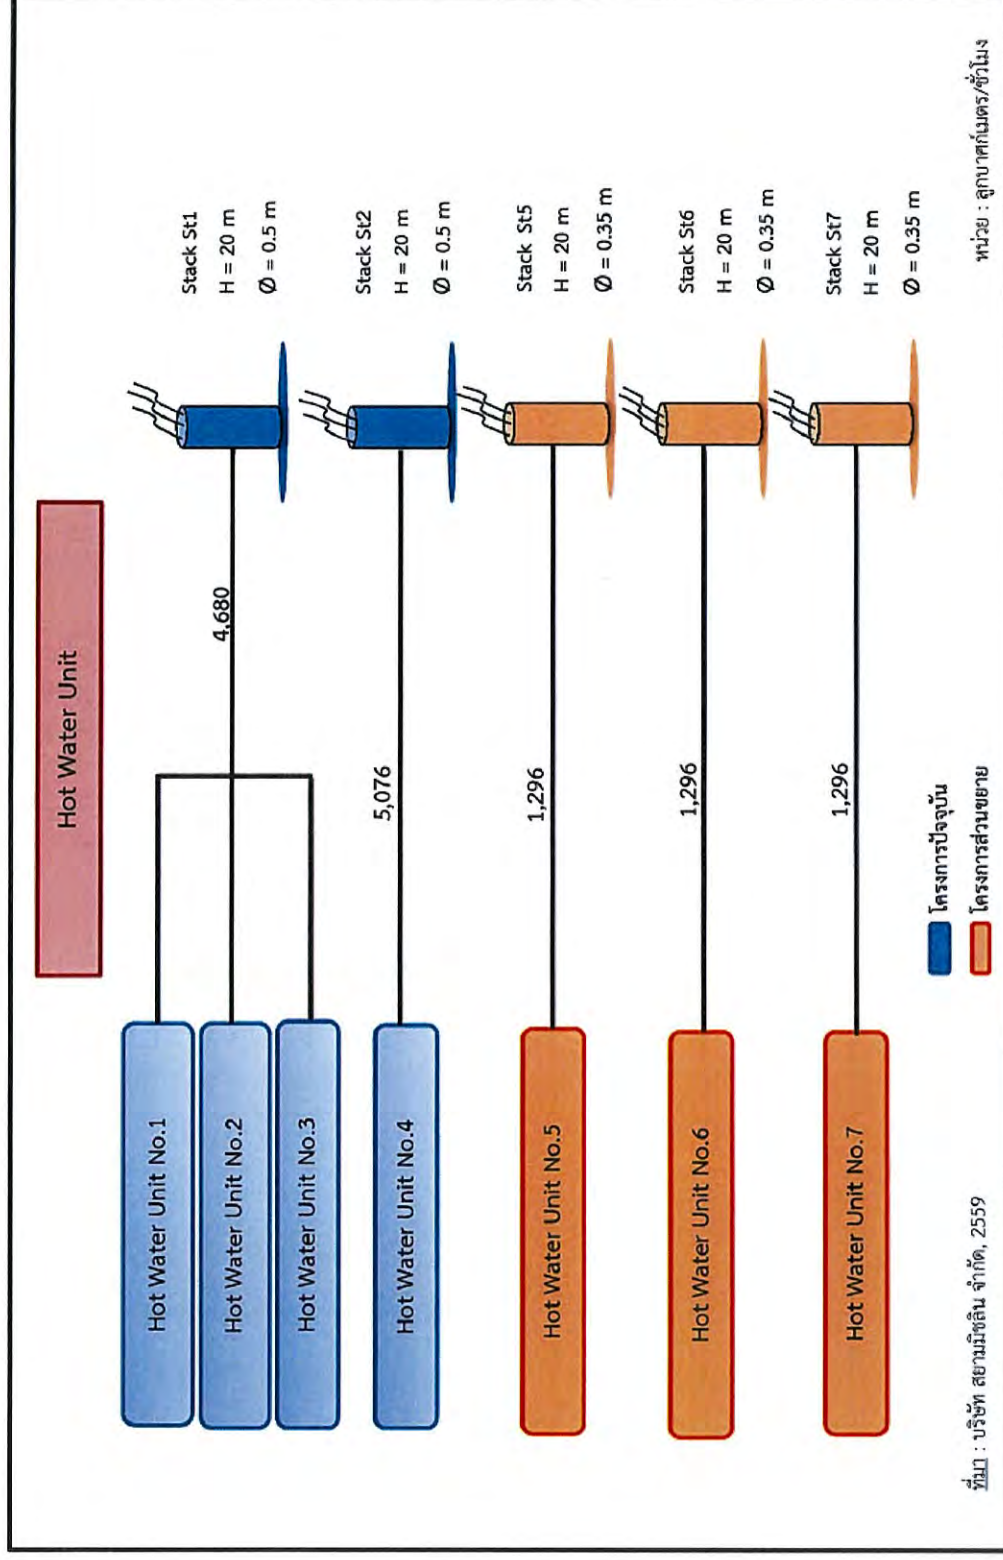 Hot Water Unit
Hot Water Unit No.1
Hot Water Unit No.2
Hot Water Unit No.3
4,680
Stack St1
H = 20 m
Ø = 0.5 m
Hot Water Unit No.4
5,076
Stack St2
H = 20 m
Ø = 0.5 m
Hot Water Unit No.5
1,296
Stack St5
H = 20 m
Ø = 0.35 m
Hot Water Unit No.6
1,296
Stack St6
H = 20 m
Ø = 0.35 m
Hot Water Unit No.7
1,296
Stack St7
H = 20 m
Ø = 0.35 m
โครงการปัจจุบัน
โครงการส่วนขยาย
ที่มา : บริษัท สยามมิชลิน จำกัด, 2559
หน่วย : ลูกบาศก์เมตร/ชั่วโมง